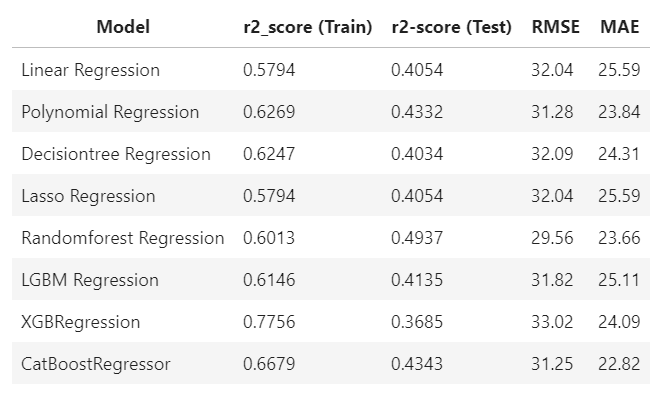 Model r2_score (Train) r2-score (Test) RMSE MAE
Linear Regression 0.5794 0.4054 32.04 25.59
Polynomial Regression 0.6269 0.4332 31.28 23.84
Decisiontree Regression 0.6247 0.4034 32.09 24.31
Lasso Regression 0.5794 0.4054 32.04 25.59
Randomforest Regression 0.6013 0.4937 29.56 23.66
LGBM Regression 0.6146 0.4135 31.82 25.11
XGBRegression 0.7756 0.3685 33.02 24.09
CatBoostRegressor 0.6679 0.4343 31.25 22.82